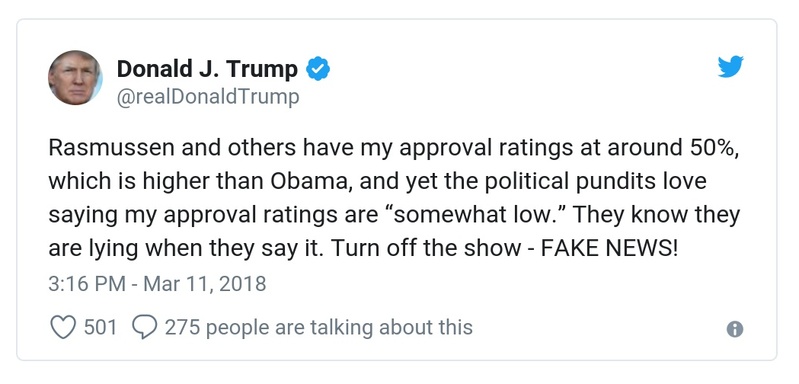 Donald J. Trump
@realDonaldTrump
Rasmussen and others have my approval ratings at around 50%,
which is higher than Obama, and yet the political pundits love
saying my approval ratings are “somewhat low.” They know they
are lying when they say it. Turn off the show - FAKE NEWS!
3:16 PM - Mar 11, 2018
501 275 people are talking about this